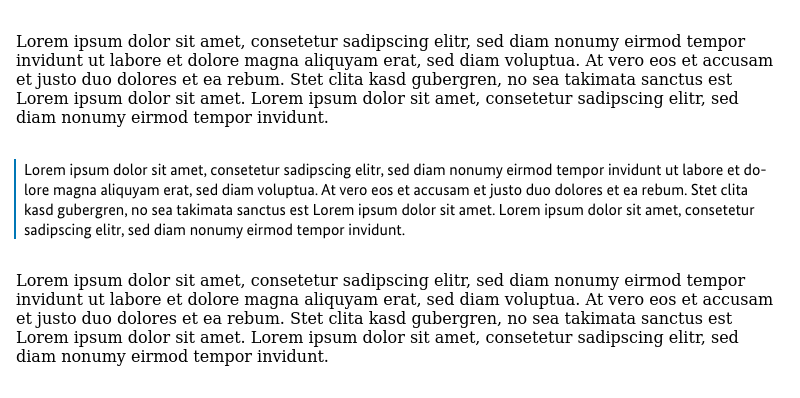 Lorem ipsum dolor sit amet, consetetur sadipscing elitr, sed diam nonumy eirmod tempor
invidunt ut labore et dolore magna aliquyam erat, sed diam voluptua. At vero eos et accusam
et justo duo dolores et ea rebum. Stet clita kasd gubergren, no sea takimata sanctus est
Lorem ipsum dolor sit amet. Lorem ipsum dolor sit amet, consetetur sadipscing elitr, sed
diam nonumy eirmod tempor invidunt.
Lorem ipsum dolor sit amet, consetetur sadipscing elitr, sed diam nonumy eirmod tempor invidunt ut labore et do-
lore magna aliquyam erat, sed diam voluptua. At vero eos et accusam et justo duo dolores et ea rebum. Stet clita
kasd gubergren, no sea takimata sanctus est Lorem ipsum dolor sit amet. Lorem ipsum dolor sit amet, consetetur
sadipscing elitr, sed diam nonumy eirmod tempor invidunt.
Lorem ipsum dolor sit amet, consetetur sadipscing elitr, sed diam nonumy eirmod tempor
invidunt ut labore et dolore magna aliquyam erat, sed diam voluptua. At vero eos et accusam
et justo duo dolores et ea rebum. Stet clita kasd gubergren, no sea takimata sanctus est
Lorem ipsum dolor sit amet. Lorem ipsum dolor sit amet, consetetur sadipscing elitr, sed
diam nonumy eirmod tempor invidunt.